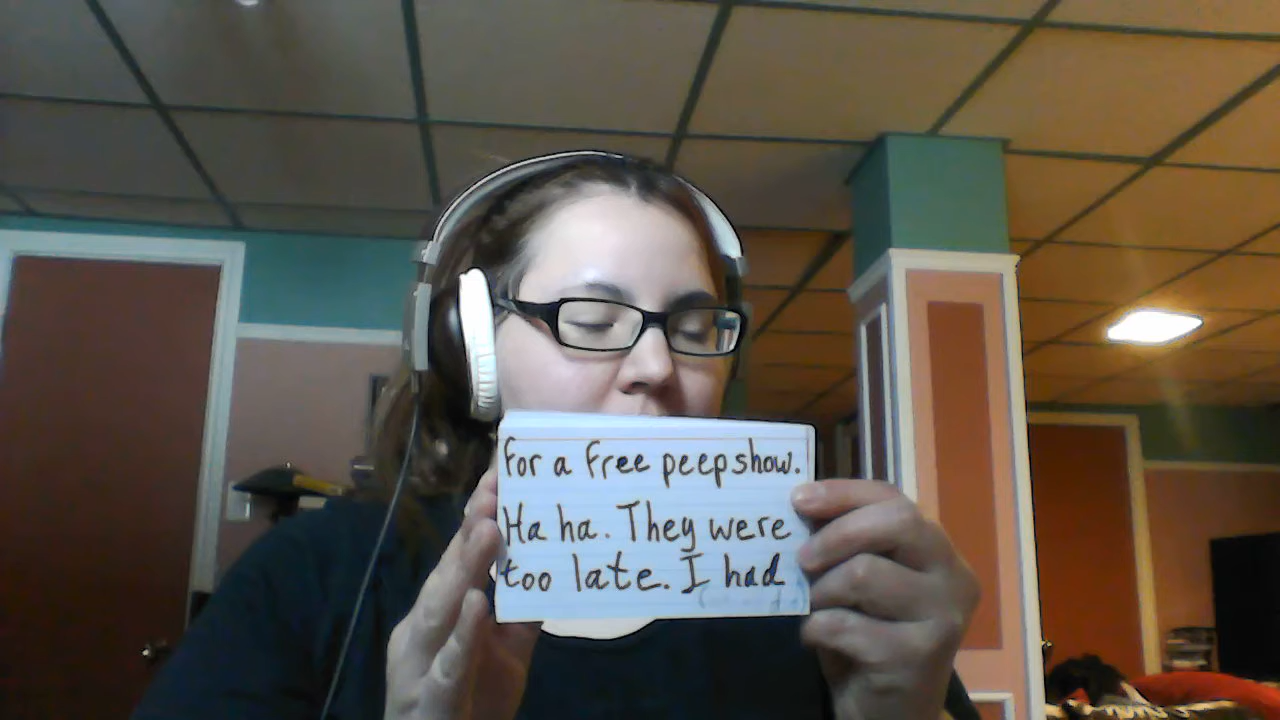 for a free peepshow.
Ha ha. They were
too late. I had